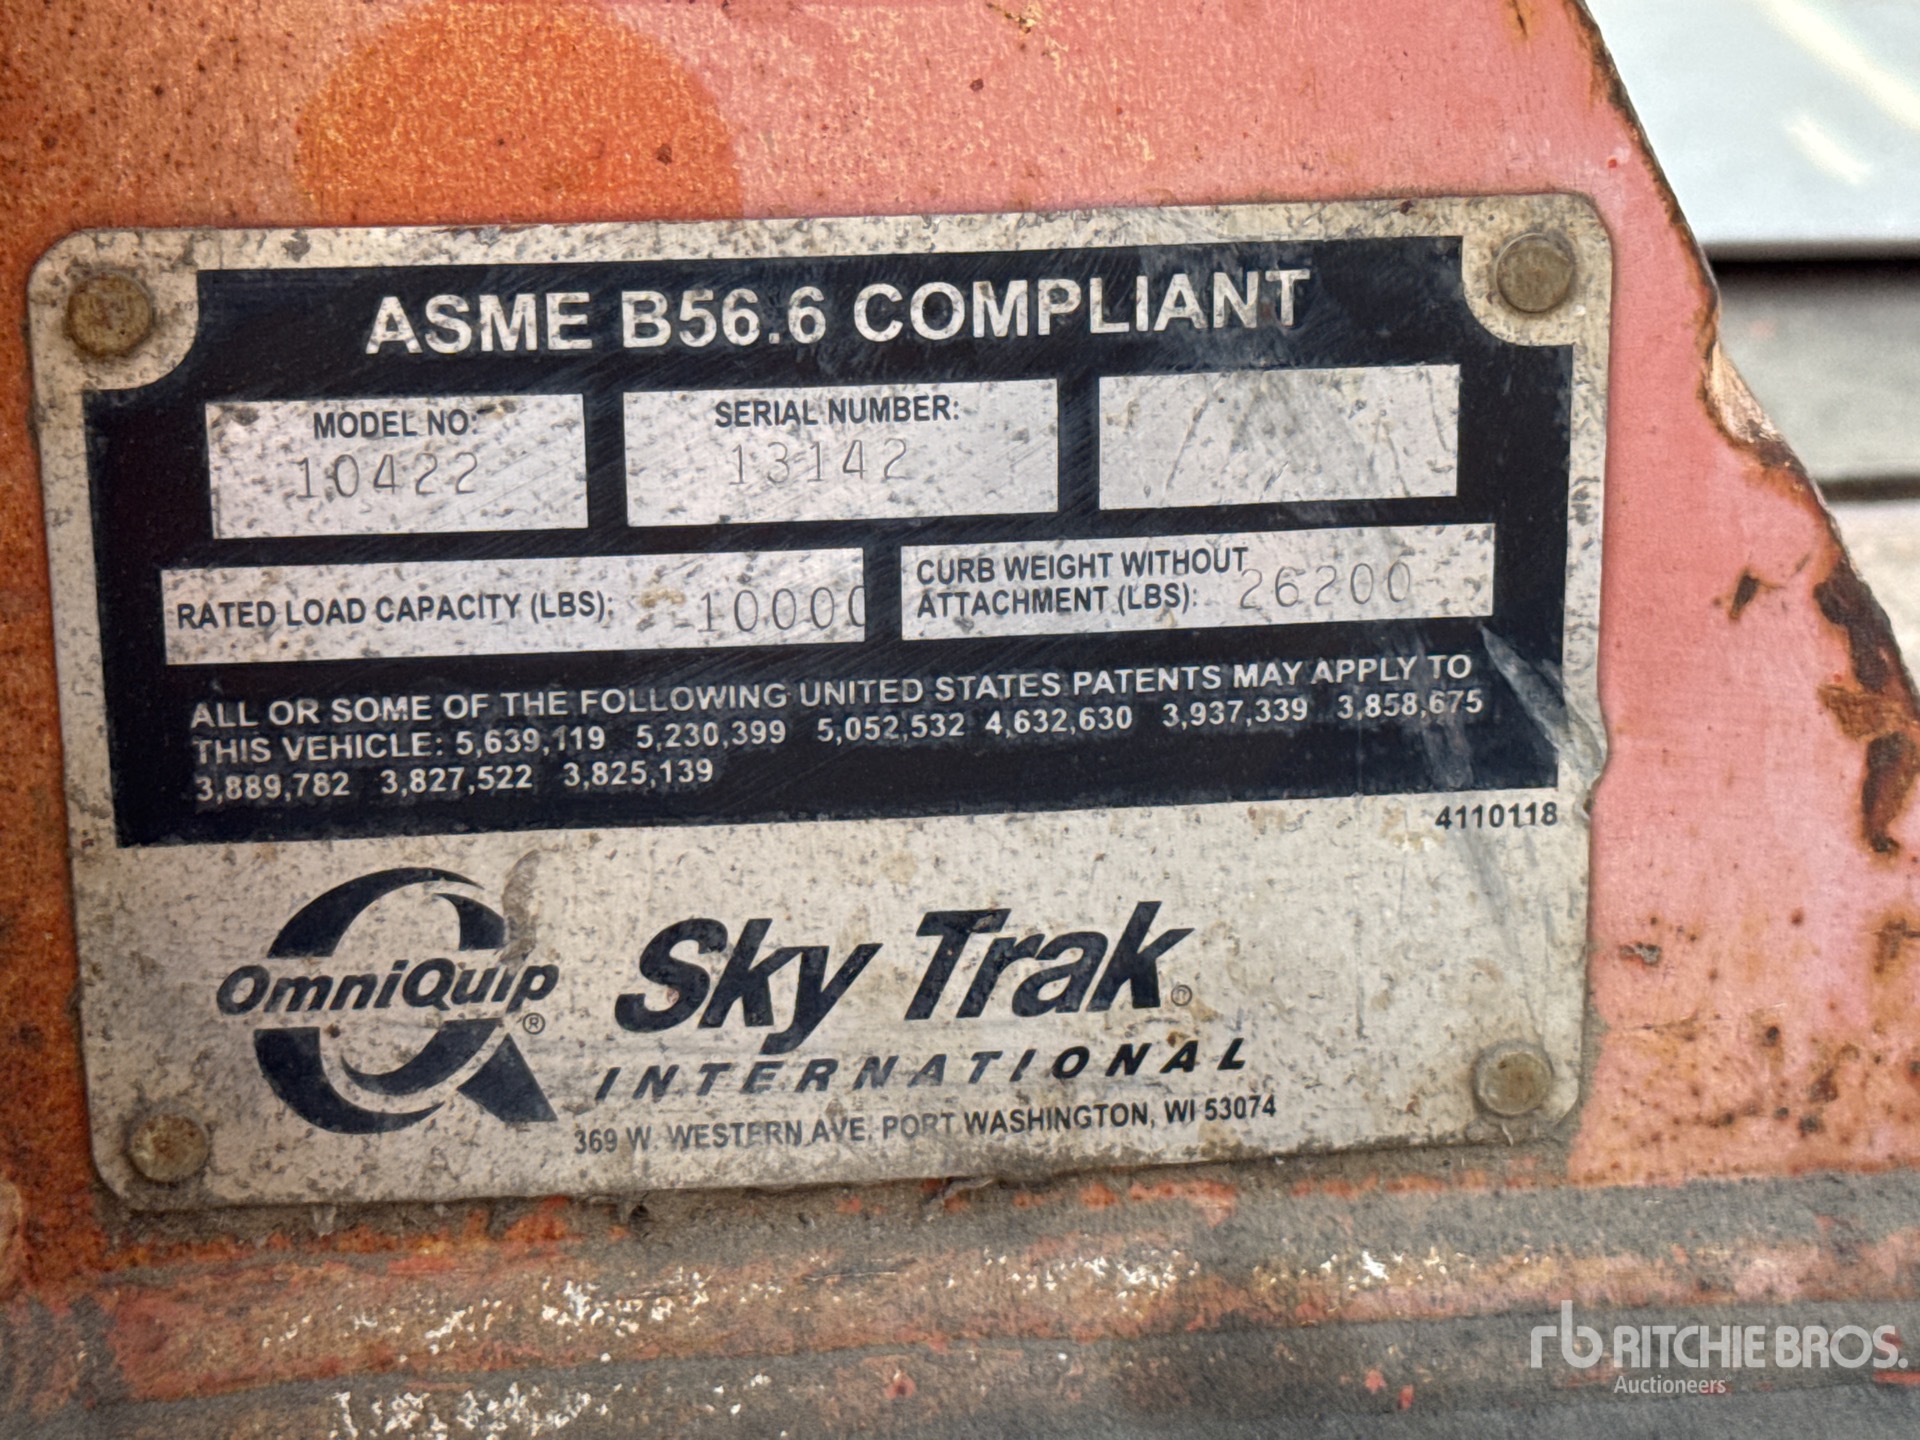 ASME B56.6 COMPLIANT
MODEL NO:
10422
SERIAL NUMBER:
13142
RATED LOAD CAPACITY (LBS): 10000
CURB WEIGHT WITHOUT
ATTACHMENT (LBS): 26200
ALL OR SOME OF THE FOLLOWING UNITED STATES PATENTS MAY APPLY TO
THIS VEHICLE: 5,639,119 5,230,399 5,052,532 4,632,630 3,937,339 3,858,675
3,889,782 3,827,522 3,825,139
4110118
OmniQuip®
Sky Trak®
INTERNATIONAL
369 W. WESTERN AVE. PORT WASHINGTON, WI 53074
rb RITCHIE BROS.
Auctioneers